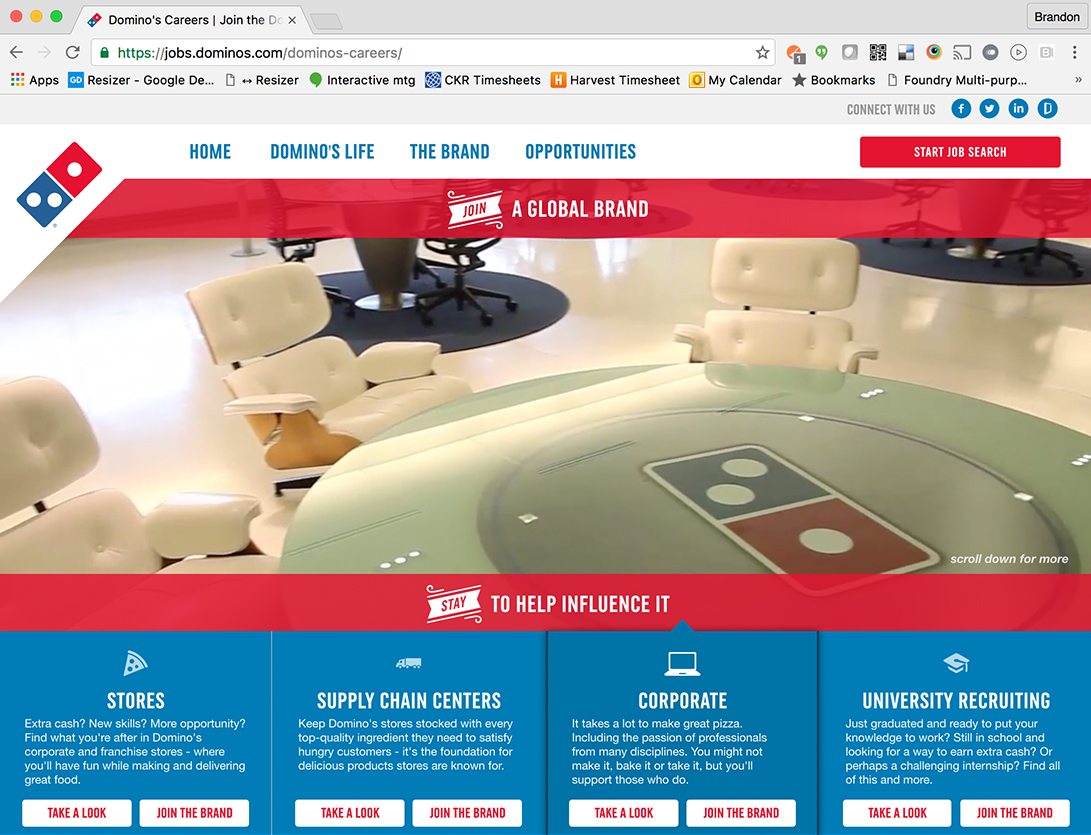 Domino's Careers | Join the Do
Brandon
https://jobs.dominos.com/dominos-careers/
1
Apps
GD Resizer - Google De...
↔ Resizer
Interactive mtg
CKR Timesheets
H Harvest Timesheet
My Calendar
Bookmarks
Foundry Multi-purp...
»
CONNECT WITH US
HOME
DOMINO'S LIFE
THE BRAND
OPPORTUNITIES
START JOB SEARCH
JOIN A GLOBAL BRAND
scroll down for more
STAY TO HELP INFLUENCE IT
STORES
Extra cash? New skills? More opportunity?
Find what you're after in Domino's
corporate and franchise stores - where
you'll have fun while making and delivering
great food.
TAKE A LOOK
JOIN THE BRAND
SUPPLY CHAIN CENTERS
Keep Domino's stores stocked with every
top-quality ingredient they need to satisfy
hungry customers - it's the foundation for
delicious products stores are known for.
TAKE A LOOK
JOIN THE BRAND
CORPORATE
It takes a lot to make great pizza.
Including the passion of professionals
from many disciplines. You might not
make it, bake it or take it, but you'll
support those who do.
TAKE A LOOK
JOIN THE BRAND
UNIVERSITY RECRUITING
Just graduated and ready to put your
knowledge to work? Still in school and
looking for a way to earn extra cash? Or
perhaps a challenging internship? Find all
of this and more.
TAKE A LOOK
JOIN THE BRAND